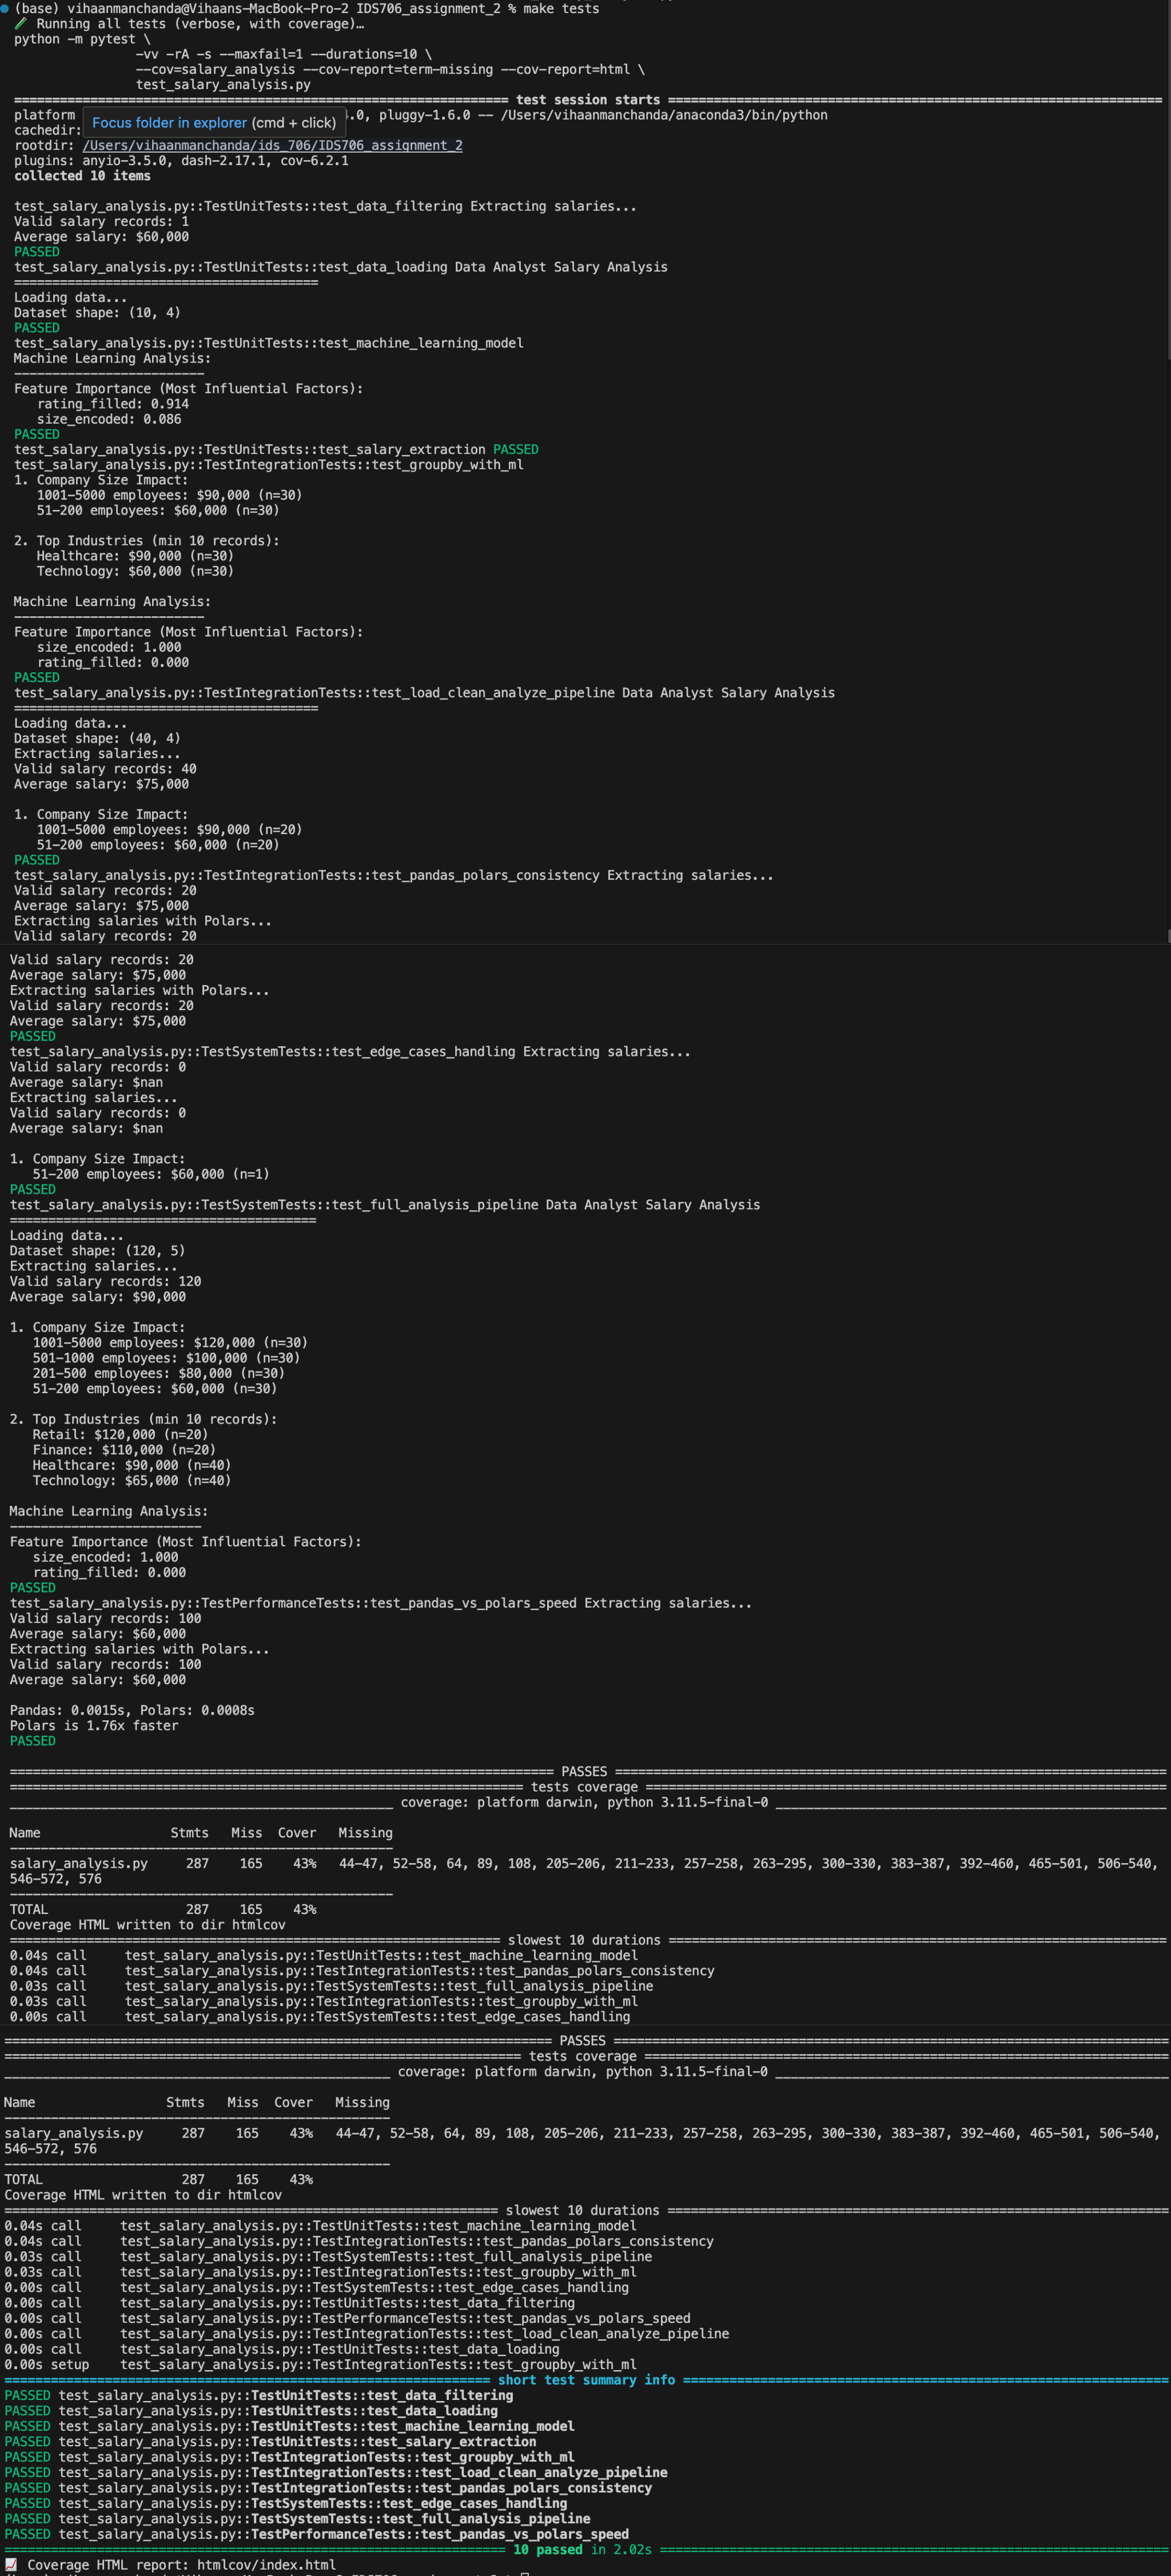 (base) vihaanmanchanda@Vihaans-MacBook-Pro-2 IDS706_assignment_2 % make tests
🧪 Running all tests (verbose, with coverage)…
python -m pytest \
-vv -rA -s --maxfail=1 --durations=10 \
--cov=salary_analysis --cov-report=term-missing --cov-report=html \
test_salary_analysis.py
============================ test session starts ============================
platform .0, pluggy-1.6.0 -- /Users/vihaanmanchanda/anaconda3/bin/python
Focus folder in explorer (cmd + click)
cachedir:
rootdir: /Users/vihaanmanchanda/ids_706/IDS706_assignment_2
plugins: anyio-3.5.0, dash-2.17.1, cov-6.2.1
collected 10 items
test_salary_analysis.py::TestUnitTests::test_data_filtering Extracting salaries...
Valid salary records: 1
Average salary: $60,000
PASSED
test_salary_analysis.py::TestUnitTests::test_data_loading Data Analyst Salary Analysis
========================================
Loading data...
Dataset shape: (10, 4)
PASSED
test_salary_analysis.py::TestUnitTests::test_machine_learning_model
Machine Learning Analysis:
-------------------------
Feature Importance (Most Influential Factors):
rating_filled: 0.914
size_encoded: 0.086
PASSED
test_salary_analysis.py::TestUnitTests::test_salary_extraction PASSED
test_salary_analysis.py::TestIntegrationTests::test_groupby_with_ml
1. Company Size Impact:
1001-5000 employees: $90,000 (n=30)
51-200 employees: $60,000 (n=30)
2. Top Industries (min 10 records):
Healthcare: $90,000 (n=30)
Technology: $60,000 (n=30)
Machine Learning Analysis:
-------------------------
Feature Importance (Most Influential Factors):
size_encoded: 1.000
rating_filled: 0.000
PASSED
test_salary_analysis.py::TestIntegrationTests::test_load_clean_analyze_pipeline Data Analyst Salary Analysis
========================================
Loading data...
Dataset shape: (40, 4)
Extracting salaries...
Valid salary records: 40
Average salary: $75,000
1. Company Size Impact:
1001-5000 employees: $90,000 (n=20)
51-200 employees: $60,000 (n=20)
PASSED
test_salary_analysis.py::TestIntegrationTests::test_pandas_polars_consistency Extracting salaries...
Valid salary records: 20
Average salary: $75,000
Extracting salaries with Polars...
Valid salary records: 20
Valid salary records: 20
Average salary: $75,000
Extracting salaries with Polars...
Valid salary records: 20
Average salary: $75,000
PASSED
test_salary_analysis.py::TestSystemTests::test_edge_cases_handling Extracting salaries...
Valid salary records: 0
Average salary: $nan
Extracting salaries...
Valid salary records: 0
Average salary: $nan
1. Company Size Impact:
51-200 employees: $60,000 (n=1)
PASSED
test_salary_analysis.py::TestSystemTests::test_full_analysis_pipeline Data Analyst Salary Analysis
========================================
Loading data...
Dataset shape: (120, 5)
Extracting salaries...
Valid salary records: 120
Average salary: $90,000
1. Company Size Impact:
1001-5000 employees: $120,000 (n=30)
501-1000 employees: $100,000 (n=30)
201-500 employees: $80,000 (n=30)
51-200 employees: $60,000 (n=30)
2. Top Industries (min 10 records):
Retail: $120,000 (n=20)
Finance: $110,000 (n=20)
Healthcare: $90,000 (n=40)
Technology: $65,000 (n=40)
Machine Learning Analysis:
-------------------------
Feature Importance (Most Influential Factors):
size_encoded: 1.000
rating_filled: 0.000
PASSED
test_salary_analysis.py::TestPerformanceTests::test_pandas_vs_polars_speed Extracting salaries...
Valid salary records: 100
Average salary: $60,000
Extracting salaries with Polars...
Valid salary records: 100
Average salary: $60,000
Pandas: 0.0015s, Polars: 0.0008s
Polars is 1.76x faster
PASSED
============================ PASSES ============================
============================ tests coverage ============================
____________________________ coverage: platform darwin, python 3.11.5-final-0 ____________________________
Name Stmts Miss Cover Missing
--------------------------------------------------
salary_analysis.py 287 165 43% 44-47, 52-58, 64, 89, 108, 205-206, 211-233, 257-258, 263-295, 300-330, 383-387, 392-460, 465-501, 506-540,
546-572, 576
--------------------------------------------------
TOTAL 287 165 43%
Coverage HTML written to dir htmlcov
============================ slowest 10 durations ============================
0.04s call test_salary_analysis.py::TestUnitTests::test_machine_learning_model
0.04s call test_salary_analysis.py::TestIntegrationTests::test_pandas_polars_consistency
0.03s call test_salary_analysis.py::TestSystemTests::test_full_analysis_pipeline
0.03s call test_salary_analysis.py::TestIntegrationTests::test_groupby_with_ml
0.00s call test_salary_analysis.py::TestSystemTests::test_edge_cases_handling
============================ PASSES ============================
============================ tests coverage ============================
____________________________ coverage: platform darwin, python 3.11.5-final-0 ____________________________
Name Stmts Miss Cover Missing
--------------------------------------------------
salary_analysis.py 287 165 43% 44-47, 52-58, 64, 89, 108, 205-206, 211-233, 257-258, 263-295, 300-330, 383-387, 392-460, 465-501, 506-540,
546-572, 576
--------------------------------------------------
TOTAL 287 165 43%
Coverage HTML written to dir htmlcov
============================ slowest 10 durations ============================
0.04s call test_salary_analysis.py::TestUnitTests::test_machine_learning_model
0.04s call test_salary_analysis.py::TestIntegrationTests::test_pandas_polars_consistency
0.03s call test_salary_analysis.py::TestSystemTests::test_full_analysis_pipeline
0.03s call test_salary_analysis.py::TestIntegrationTests::test_groupby_with_ml
0.00s call test_salary_analysis.py::TestSystemTests::test_edge_cases_handling
0.00s call test_salary_analysis.py::TestUnitTests::test_data_filtering
0.00s call test_salary_analysis.py::TestPerformanceTests::test_pandas_vs_polars_speed
0.00s call test_salary_analysis.py::TestIntegrationTests::test_load_clean_analyze_pipeline
0.00s call test_salary_analysis.py::TestUnitTests::test_data_loading
0.00s setup test_salary_analysis.py::TestIntegrationTests::test_groupby_with_ml
============================ short test summary info ============================
PASSED test_salary_analysis.py::TestUnitTests::test_data_filtering
PASSED test_salary_analysis.py::TestUnitTests::test_data_loading
PASSED test_salary_analysis.py::TestUnitTests::test_machine_learning_model
PASSED test_salary_analysis.py::TestUnitTests::test_salary_extraction
PASSED test_salary_analysis.py::TestIntegrationTests::test_groupby_with_ml
PASSED test_salary_analysis.py::TestIntegrationTests::test_load_clean_analyze_pipeline
PASSED test_salary_analysis.py::TestIntegrationTests::test_pandas_polars_consistency
PASSED test_salary_analysis.py::TestSystemTests::test_edge_cases_handling
PASSED test_salary_analysis.py::TestSystemTests::test_full_analysis_pipeline
PASSED test_salary_analysis.py::TestPerformanceTests::test_pandas_vs_polars_speed
============================ 10 passed in 2.02s ============================
📈 Coverage HTML report: htmlcov/index.html